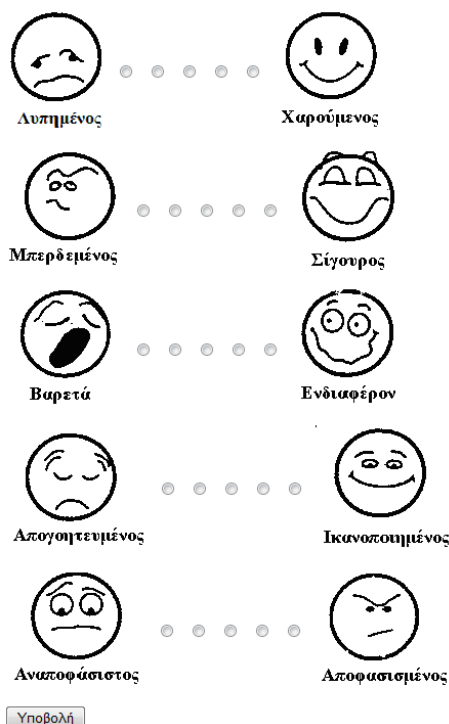 Λυπημένος Χαρούμενος
Μπερδεμένος Σίγουρος
Βαρετά Ενδιαφέρον
Απογοητευμένος Ικανοποιημένος
Αναποφάσιστος Αποφασισμένος
Υποβολή